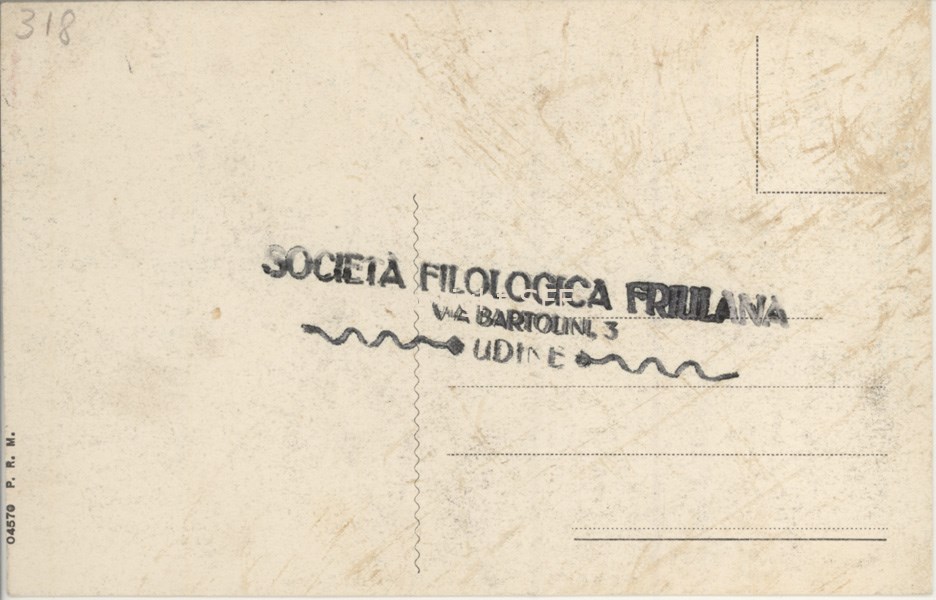 318
SOCIETÀ FILOLOGICA FRIULANA
VIA BARTOLINI, 3
UDINE
04570 P. R. M.